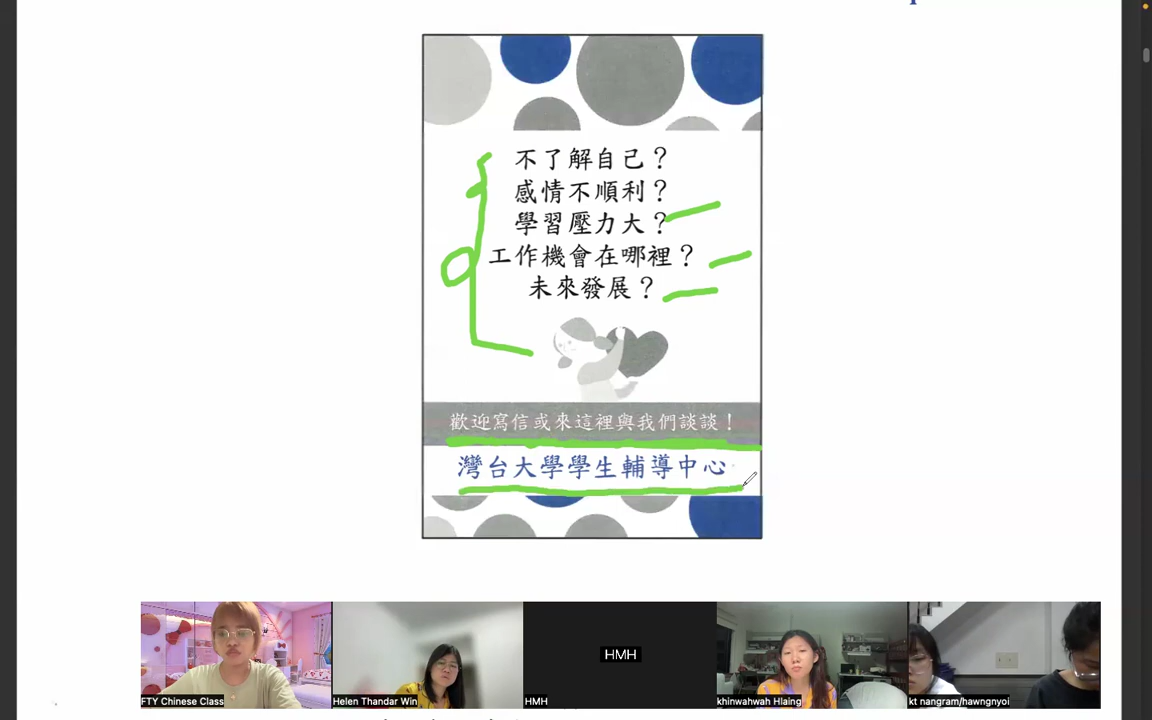 不了解自己？
感情不順利？
學習壓力大？
工作機會在哪裡？
未來發展？
歡迎寫信或來這裡與我們談談！
灣台大學學生輔導中心
FTY Chinese Class
Helen Thandar Win
HMH
HMH
khinwahwah Hlaing
kt nangram/hawngnyoi